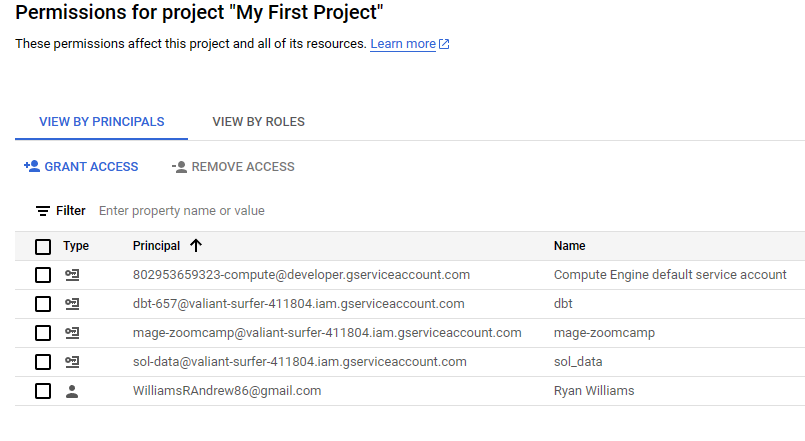 Permissions for project "My First Project"
These permissions affect this project and all of its resources. Learn more
VIEW BY PRINCIPALS VIEW BY ROLES
GRANT ACCESS REMOVE ACCESS
Filter Enter property name or value
Type Principal Name
802953659323-compute@developer.gserviceaccount.com Compute Engine default service account
dbt-657@valiant-surfer-411804.iam.gserviceaccount.com dbt
mage-zoomcamp@valiant-surfer-411804.iam.gserviceaccount.com mage-zoomcamp
sol-data@valiant-surfer-411804.iam.gserviceaccount.com sol_data
WilliamsRAndrew86@gmail.com Ryan Williams